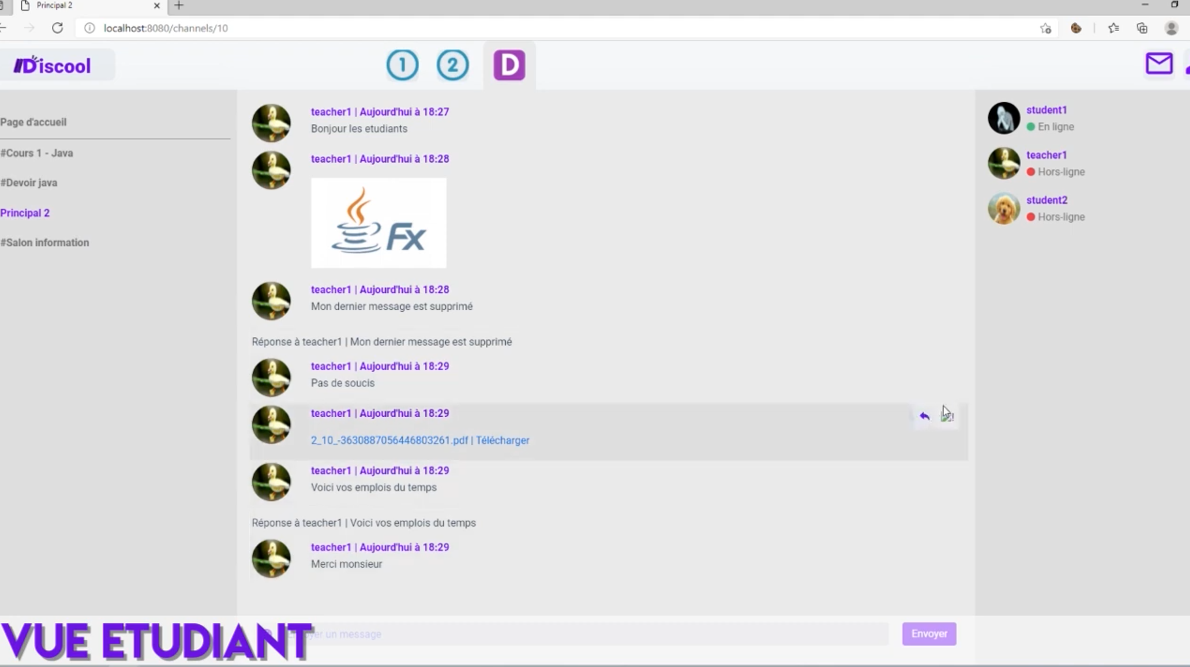 Principal 2
localhost:8080/channels/10
Discool
1
2
D
Page d'accueil
#Cours 1 - Java
#Devoir java
Principal 2
#Salon information
teacher1 | Aujourd'hui à 18:27
Bonjour les etudiants
teacher1 | Aujourd'hui à 18:28
Fx
teacher1 | Aujourd'hui à 18:28
Mon dernier message est supprimé
Réponse à teacher1 | Mon dernier message est supprimé
teacher1 | Aujourd'hui à 18:29
Pas de soucis
teacher1 | Aujourd'hui à 18:29
2_10_-3630887056446803261.pdf | Télécharger
teacher1 | Aujourd'hui à 18:29
Voici vos emplois du temps
Réponse à teacher1 | Voici vos emplois du temps
teacher1 | Aujourd'hui à 18:29
Merci monsieur
student1
En ligne
teacher1
Hors-ligne
student2
Hors-ligne
un message
Envoyer
VUE ETUDIANT